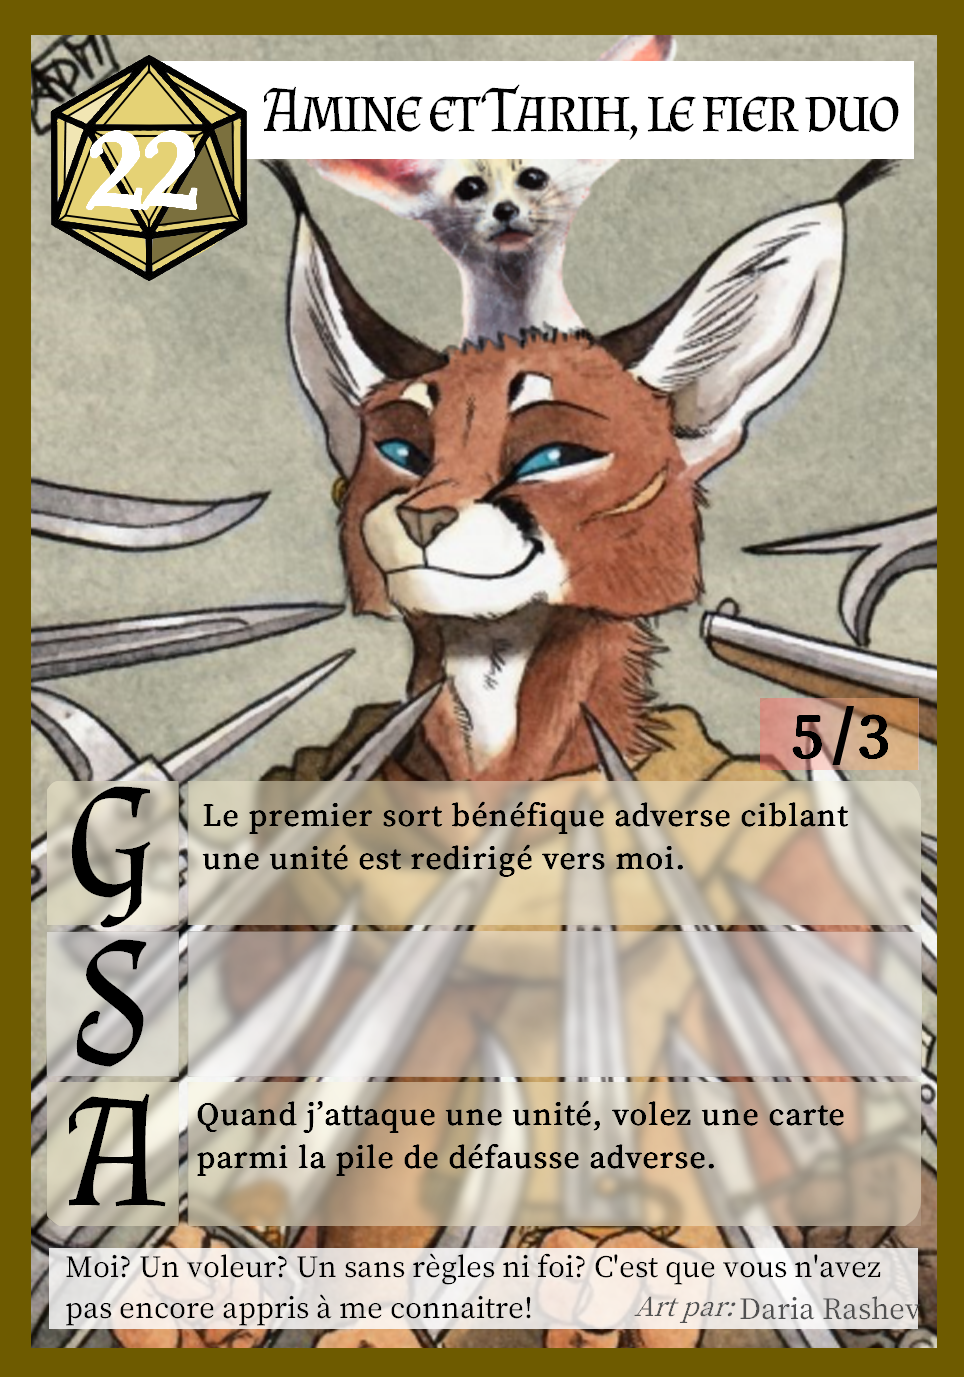 22
Amine et Tarih, le fier duo
5/3
G
Le premier sort bénéfique adverse ciblant
une unité est redirigé vers moi.
S
A
Quand j’attaque une unité, volez une carte
parmi la pile de défausse adverse.
Moi? Un voleur? Un sans règles ni foi? C'est que vous n'avez
pas encore appris à me connaitre!
Art par: Daria Rashev